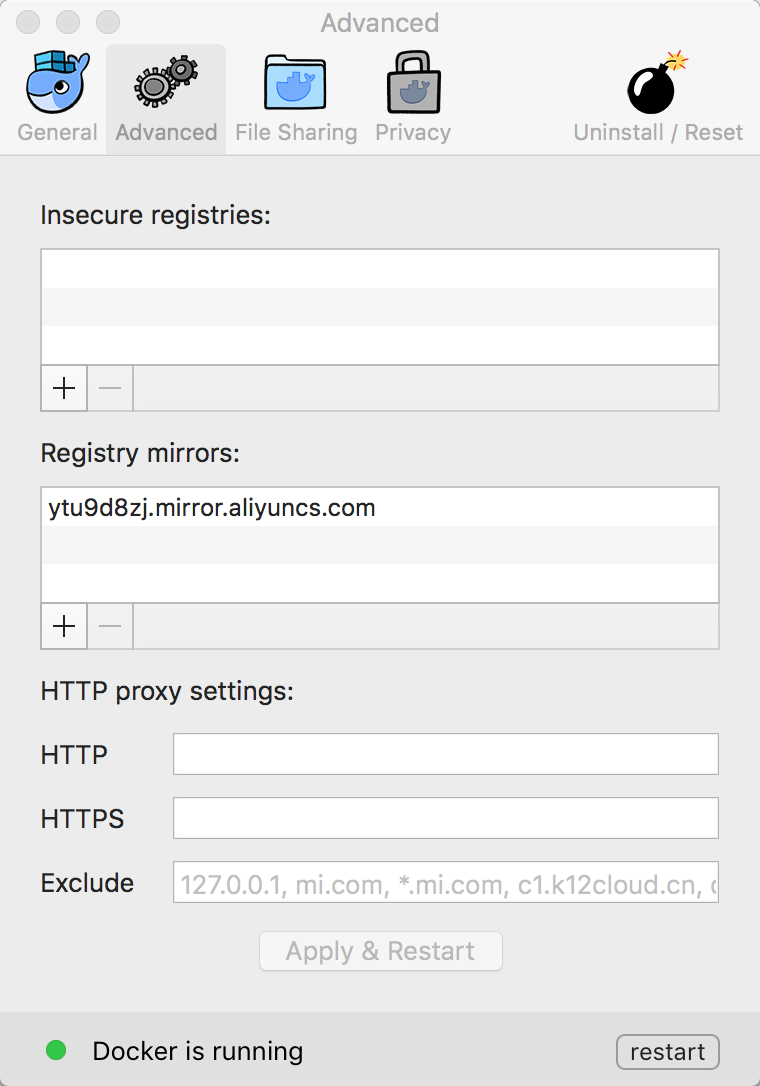 Advanced
General Advanced File Sharing Privacy Uninstall / Reset
Insecure registries:
Registry mirrors:
ytu9d8zj.mirror.aliyuncs.com
HTTP proxy settings:
HTTP
HTTPS
Exclude 127.0.0.1, mi.com, *.mi.com, c1.k12cloud.cn,
Apply & Restart
Docker is running restart